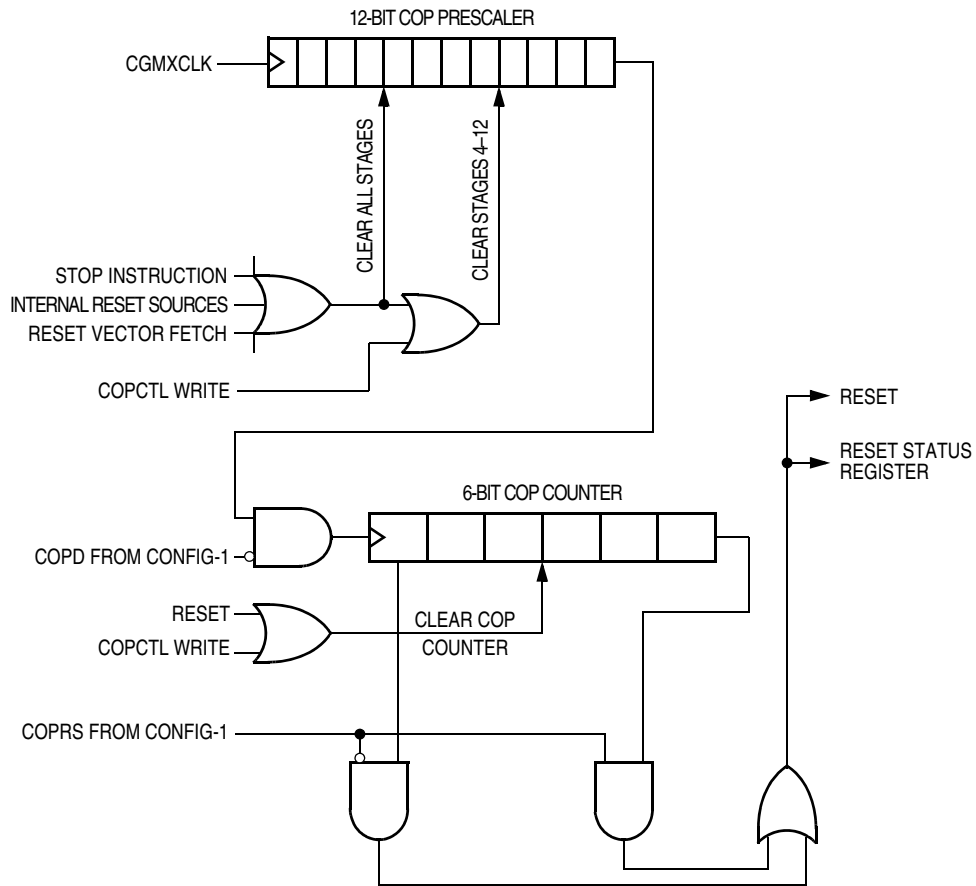 12-BIT COP PRESCALER
CGMXCLK
CLEAR ALL STAGES
CLEAR STAGES 4–12
STOP INSTRUCTION
INTERNAL RESET SOURCES
RESET VECTOR FETCH
COPCTL WRITE
RESET
RESET STATUS
REGISTER
6-BIT COP COUNTER
COPD FROM CONFIG-1
RESET
CLEAR COP
COUNTER
COPCTL WRITE
COPRS FROM CONFIG-1